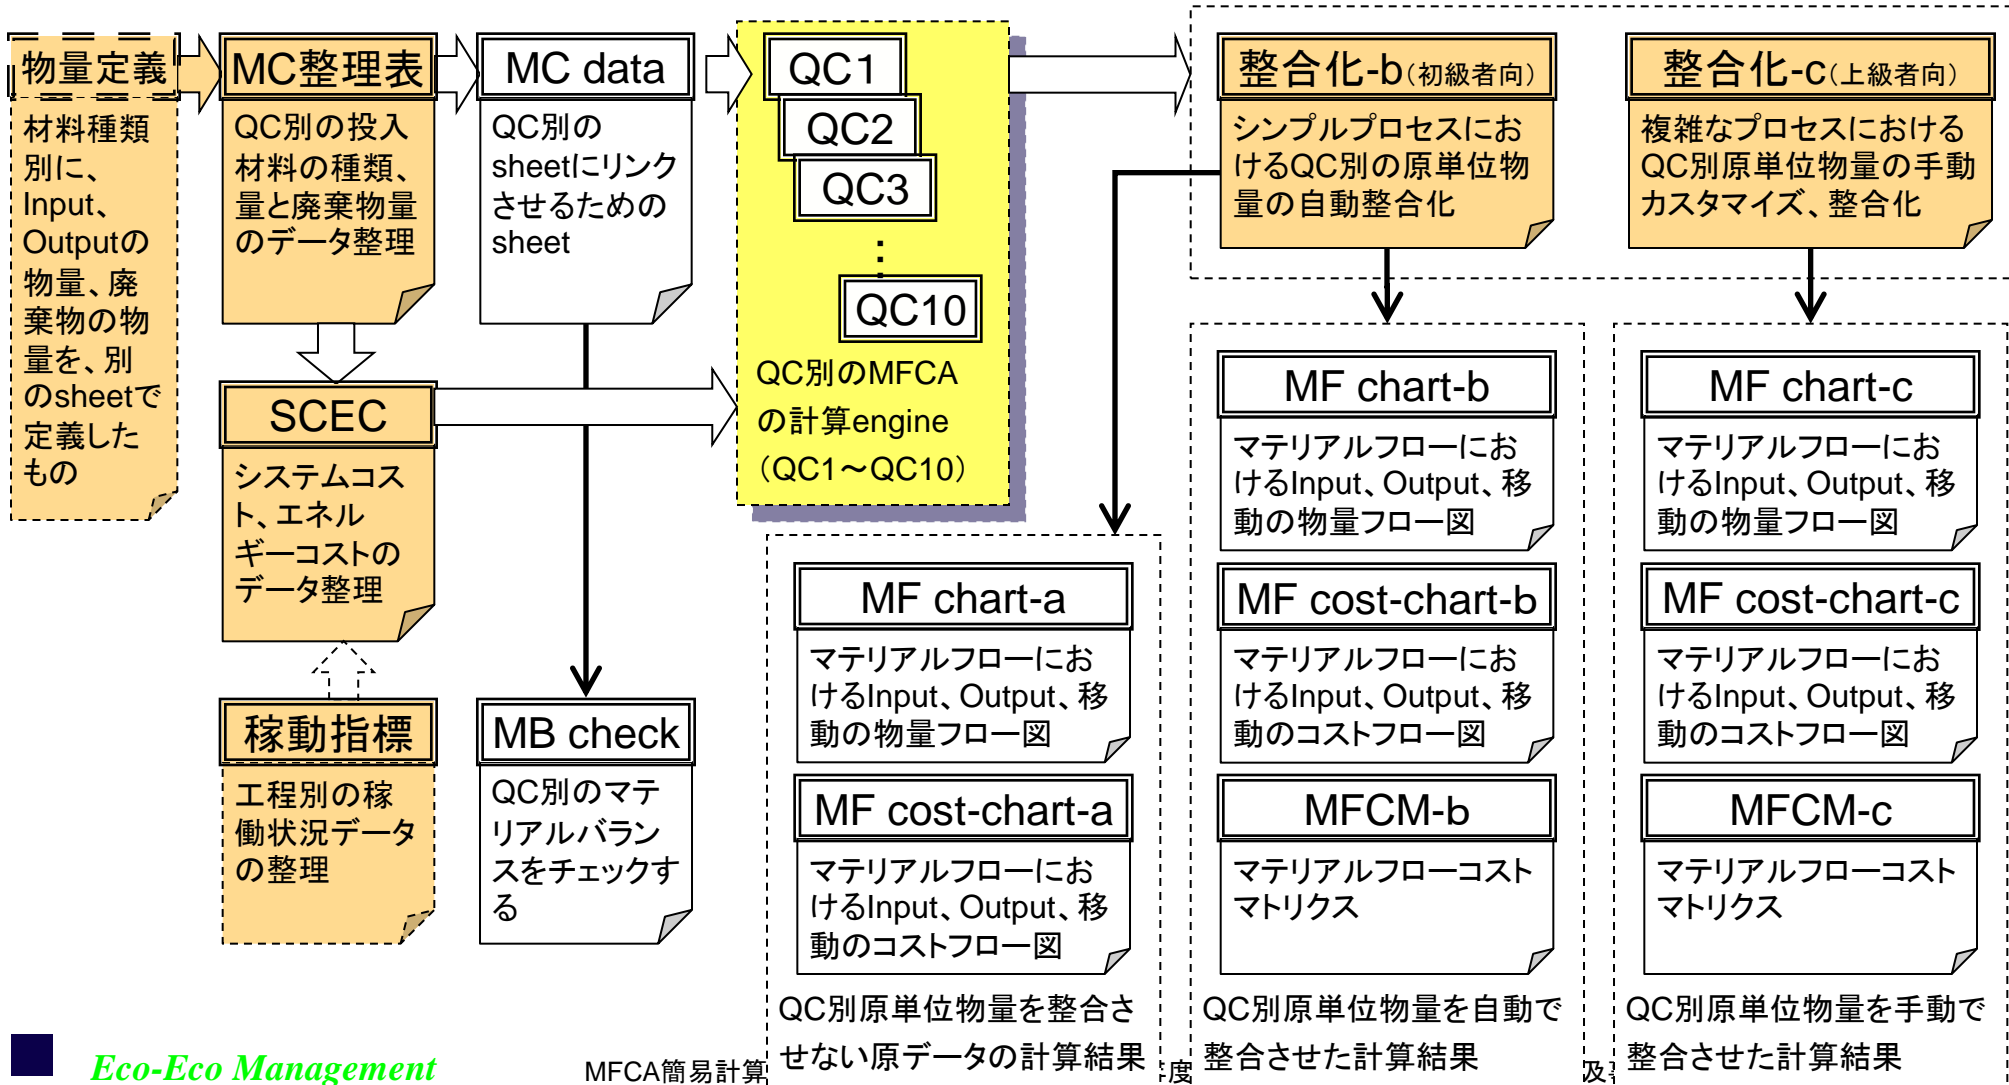 物量定義
材料種類
別に、
Input、
Outputの
物量、廃
棄物の物
量を、別
のsheetで
定義した
もの
MC整理表
QC別の投入
材料の種類、
量と廃棄物量
のデータ整理
SCEC
システムコス
ト、エネル
ギーコストの
データ整理
稼動指標
工程別の稼
働状況データ
の整理
MC data
QC別の
sheetにリンク
させるための
sheet
MB check
QC別のマテ
リアルバラン
スをチェックす
る
QC1
QC2
QC3
:
QC10
QC別のMFCA
の計算engine
(QC1～QC10)
整合化-b(初級者向)
シンプルプロセスにお
けるQC別の原単位物
量の自動整合化
整合化-c(上級者向)
複雑なプロセスにおける
QC別原単位物量の手動
カスタマイズ、整合化
MF chart-a
マテリアルフローにお
けるInput、Output、移
動の物量フロー図
MF cost-chart-a
マテリアルフローにお
けるInput、Output、移
動のコストフロー図
QC別原単位物量を整合さ
せない原データの計算結果
MF chart-b
マテリアルフローにお
けるInput、Output、移
動の物量フロー図
MF cost-chart-b
マテリアルフローにお
けるInput、Output、移
動のコストフロー図
MFCM-b
マテリアルフローコスト
マトリクス
QC別原単位物量を自動で
整合させた計算結果
MF chart-c
マテリアルフローにお
けるInput、Output、移
動の物量フロー図
MF cost-chart-c
マテリアルフローにお
けるInput、Output、移
動のコストフロー図
MFCM-c
マテリアルフローコスト
マトリクス
QC別原単位物量を手動で
整合させた計算結果
Eco-Eco Management
MFCA簡易計算 度 及